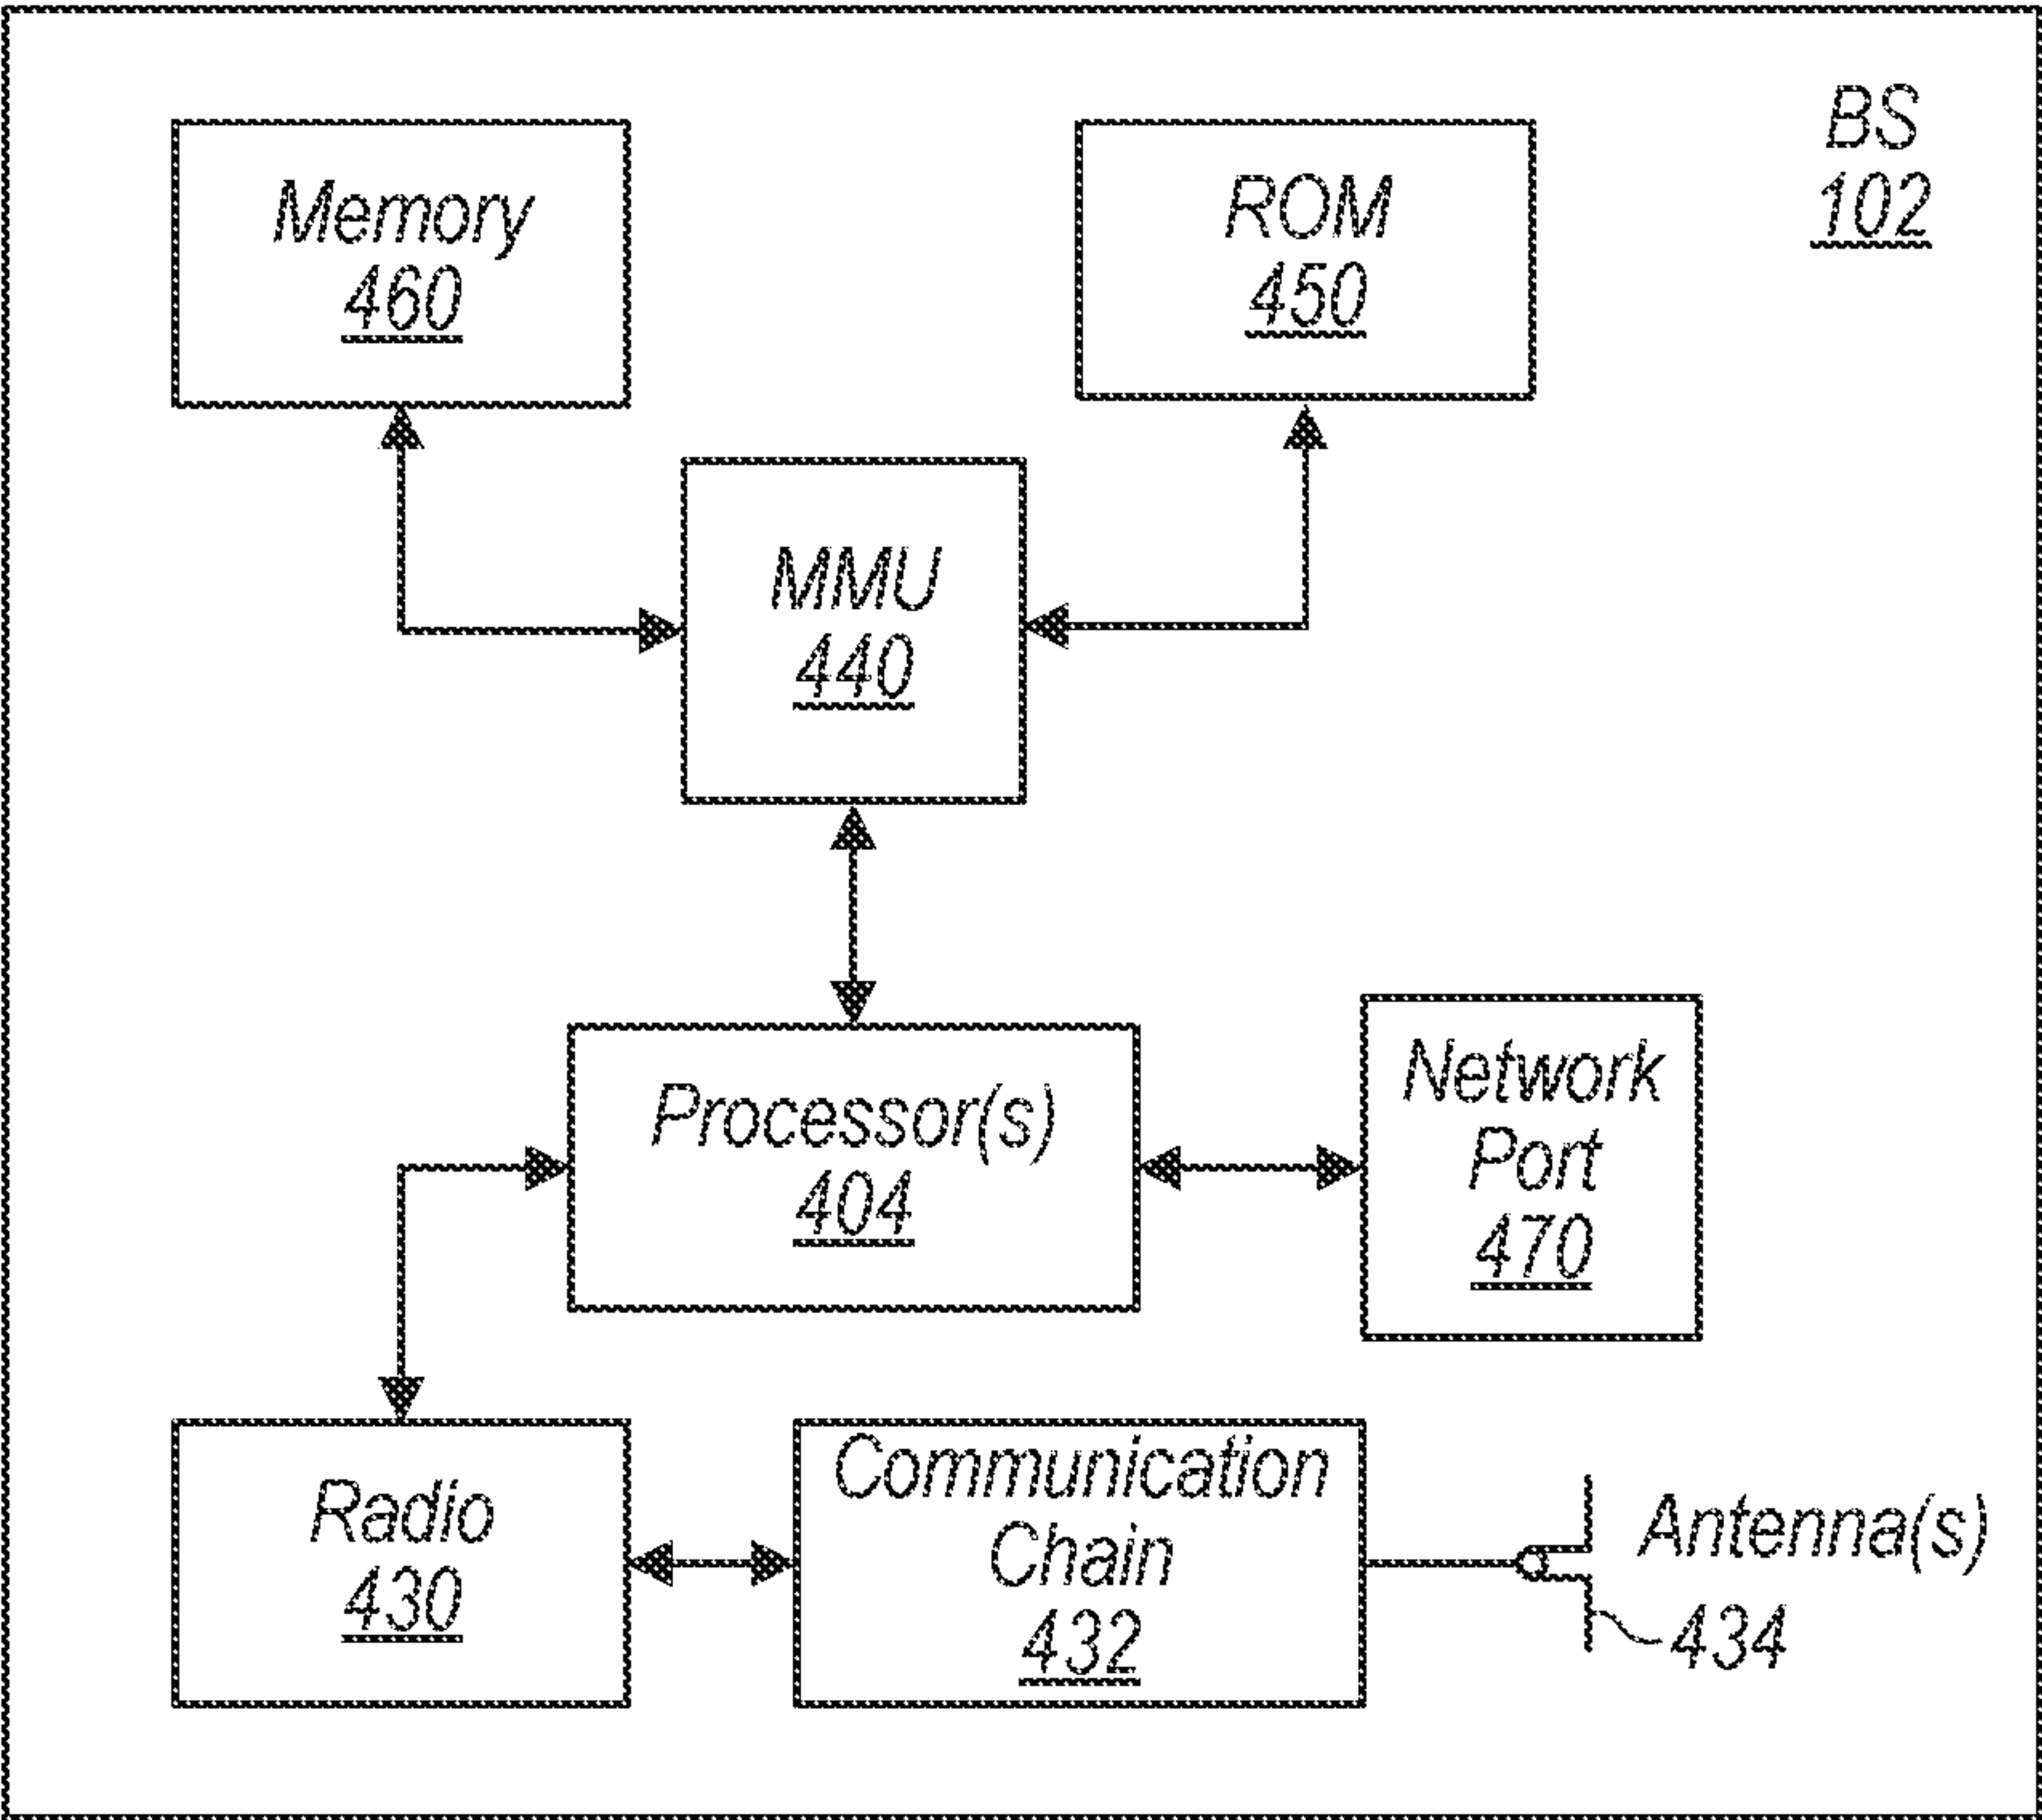 BS
102
Memory
460
ROM
450
MMU
440
Processor(s)
404
Network
Port
470
Radio
430
Communication
Chain
432
Antenna(s)
434